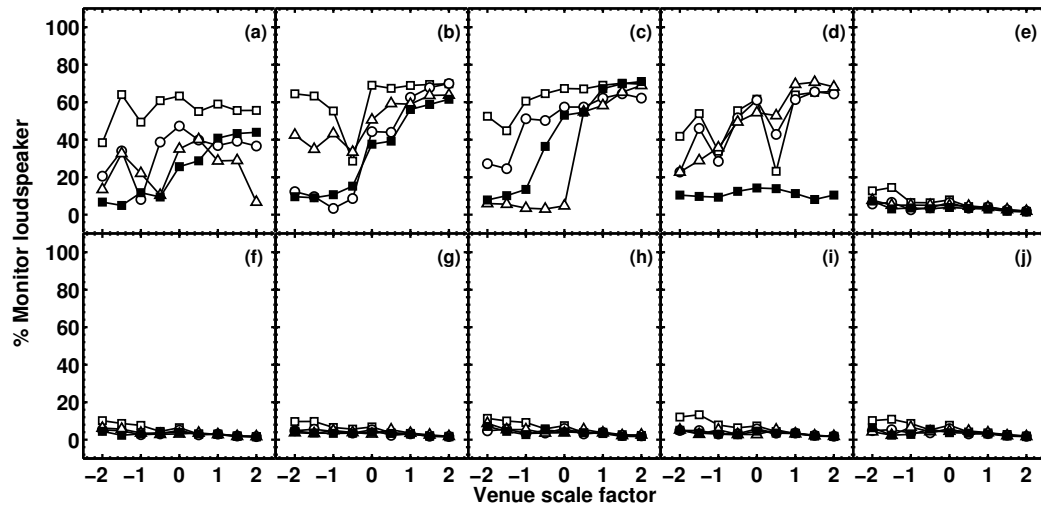 100
80
60
40
20
0
(a)
(b)
(c)
(d)
(e)
% Monitor loudspeaker
100
80
60
40
20
0
(f)
(g)
(h)
(i)
(j)
−2 −1 0 1 2
−2 −1 0 1 2
−2 −1 0 1 2
−2 −1 0 1 2
−2 −1 0 1 2
Venue scale factor